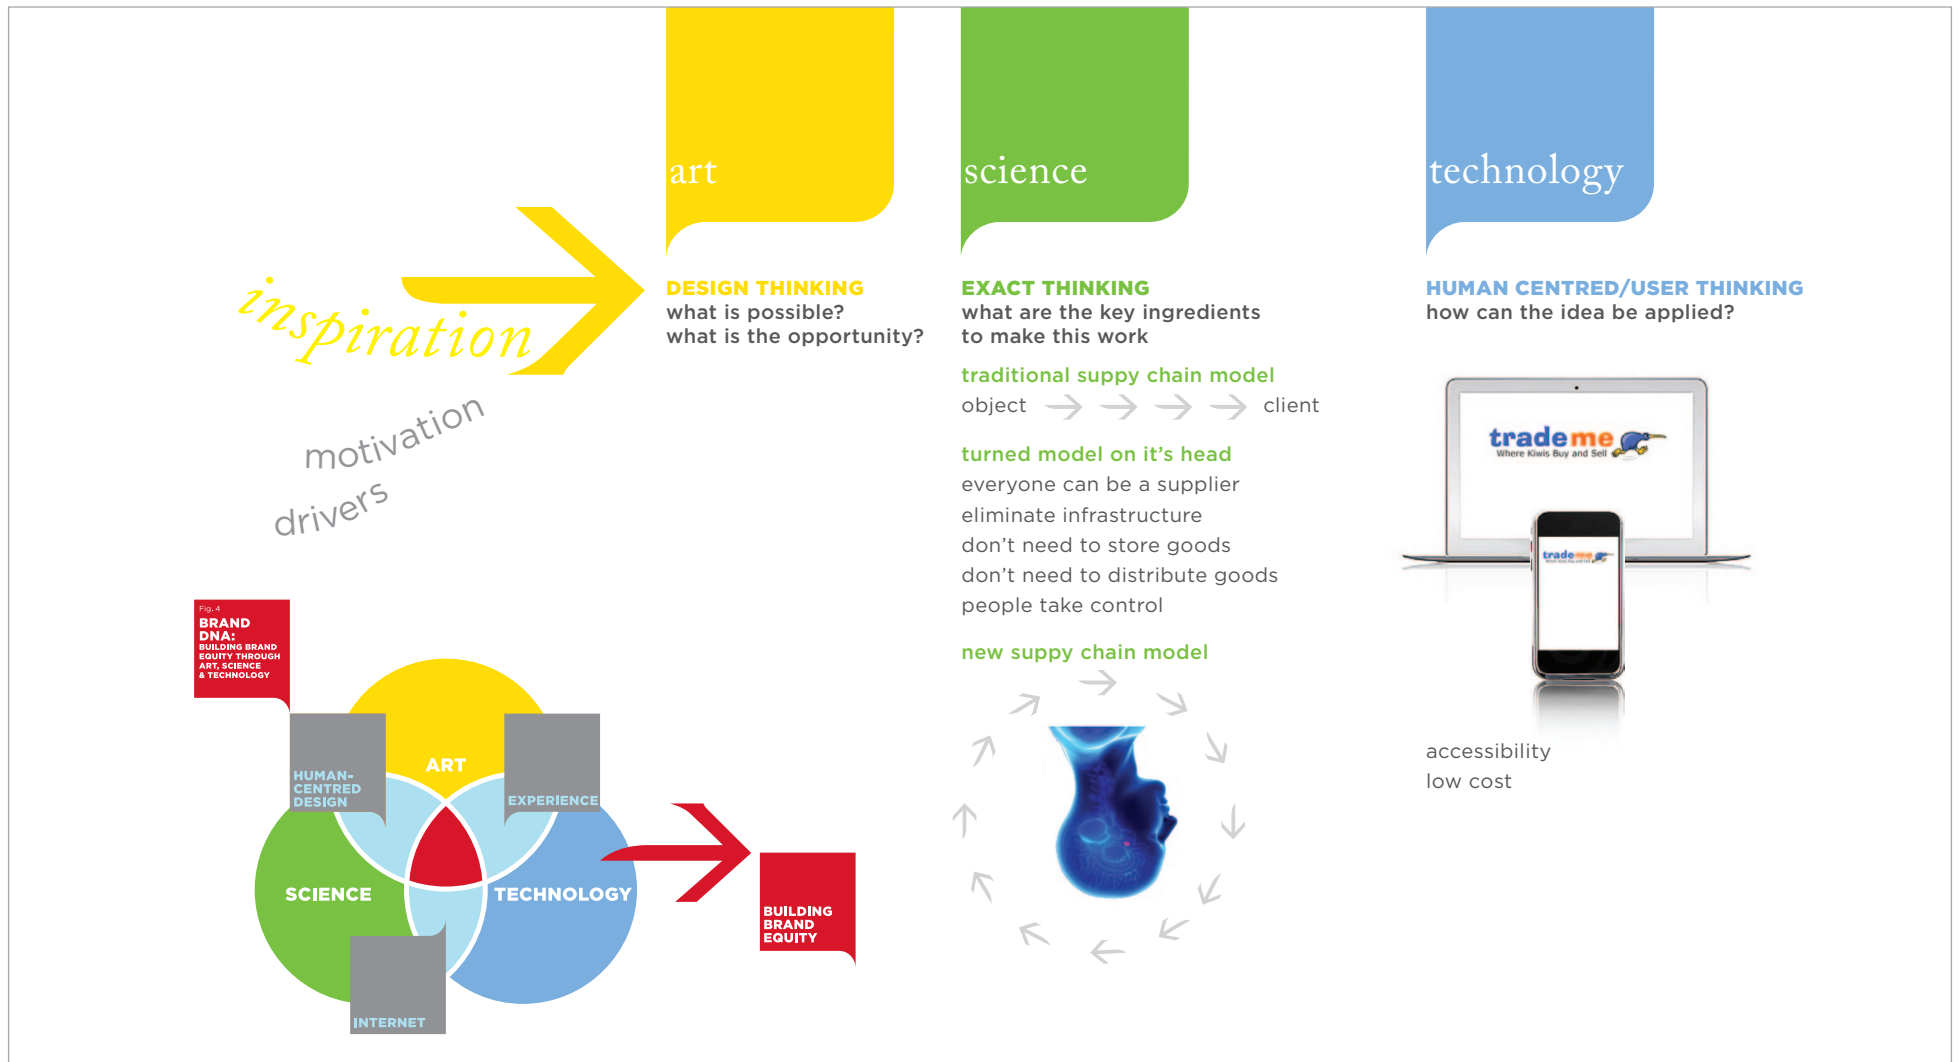 art
science
technology
inspiration
motivation
drivers
DESIGN THINKING
what is possible?
what is the opportunity?
EXACT THINKING
what are the key ingredients
to make this work
traditional suppy chain model
object client
turned model on it's head
everyone can be a supplier
eliminate infrastructure
don't need to store goods
don't need to distribute goods
people take control
new suppy chain model
HUMAN CENTRED/USER THINKING
how can the idea be applied?
trademe
Where Kiwis Buy and Sell
trademe
Where Kiwis Buy and Sell
accessibility
low cost
Fig. 4
BRAND
DNA:
BUILDING BRAND
EQUITY THROUGH
ART, SCIENCE
& TECHNOLOGY
HUMAN-
CENTRED
DESIGN
ART
EXPERIENCE
SCIENCE
TECHNOLOGY
INTERNET
BUILDING
BRAND
EQUITY